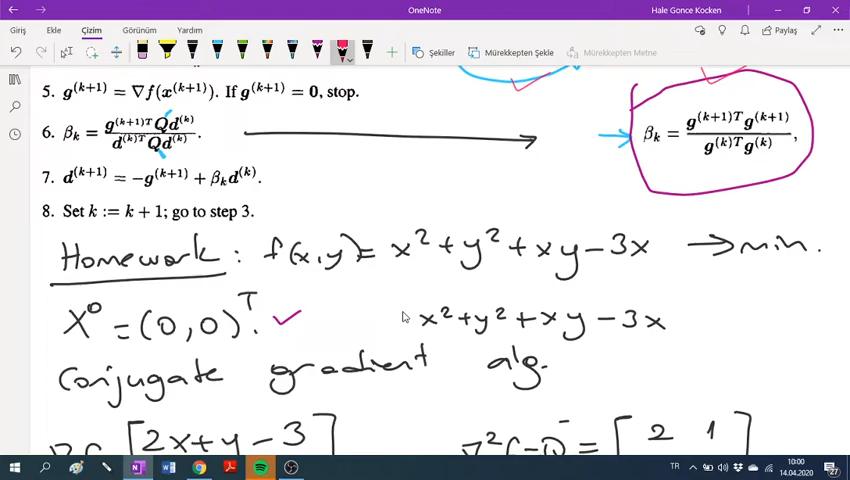 OneNote
Hale Gonce Kocken
Giriş Ekle Çizim Görünüm Yardım Paylaş
Şekiller Mürekkepten Şekle Mürekkepten Metne
5. g^(k+1) = ∇f(x^(k+1)). If g^(k+1) = 0, stop.
6. β_k = g^(k+1)T Qd^(k) / d^(k)T Qd^(k).
β_k = g^(k+1)T g^(k+1) / g^(k)T g^(k),
7. d^(k+1) = −g^(k+1) + β_k d^(k).
8. Set k := k + 1; go to step 3.
Homework : f(x,y) = x² + y² + xy − 3x → min.
X⁰ = (0,0)^T.
x² + y² + xy − 3x
Conjugate gradient alg.
[2x + y − 3
= [ 2 1 ]
TR
10:00
14.04.2020
27